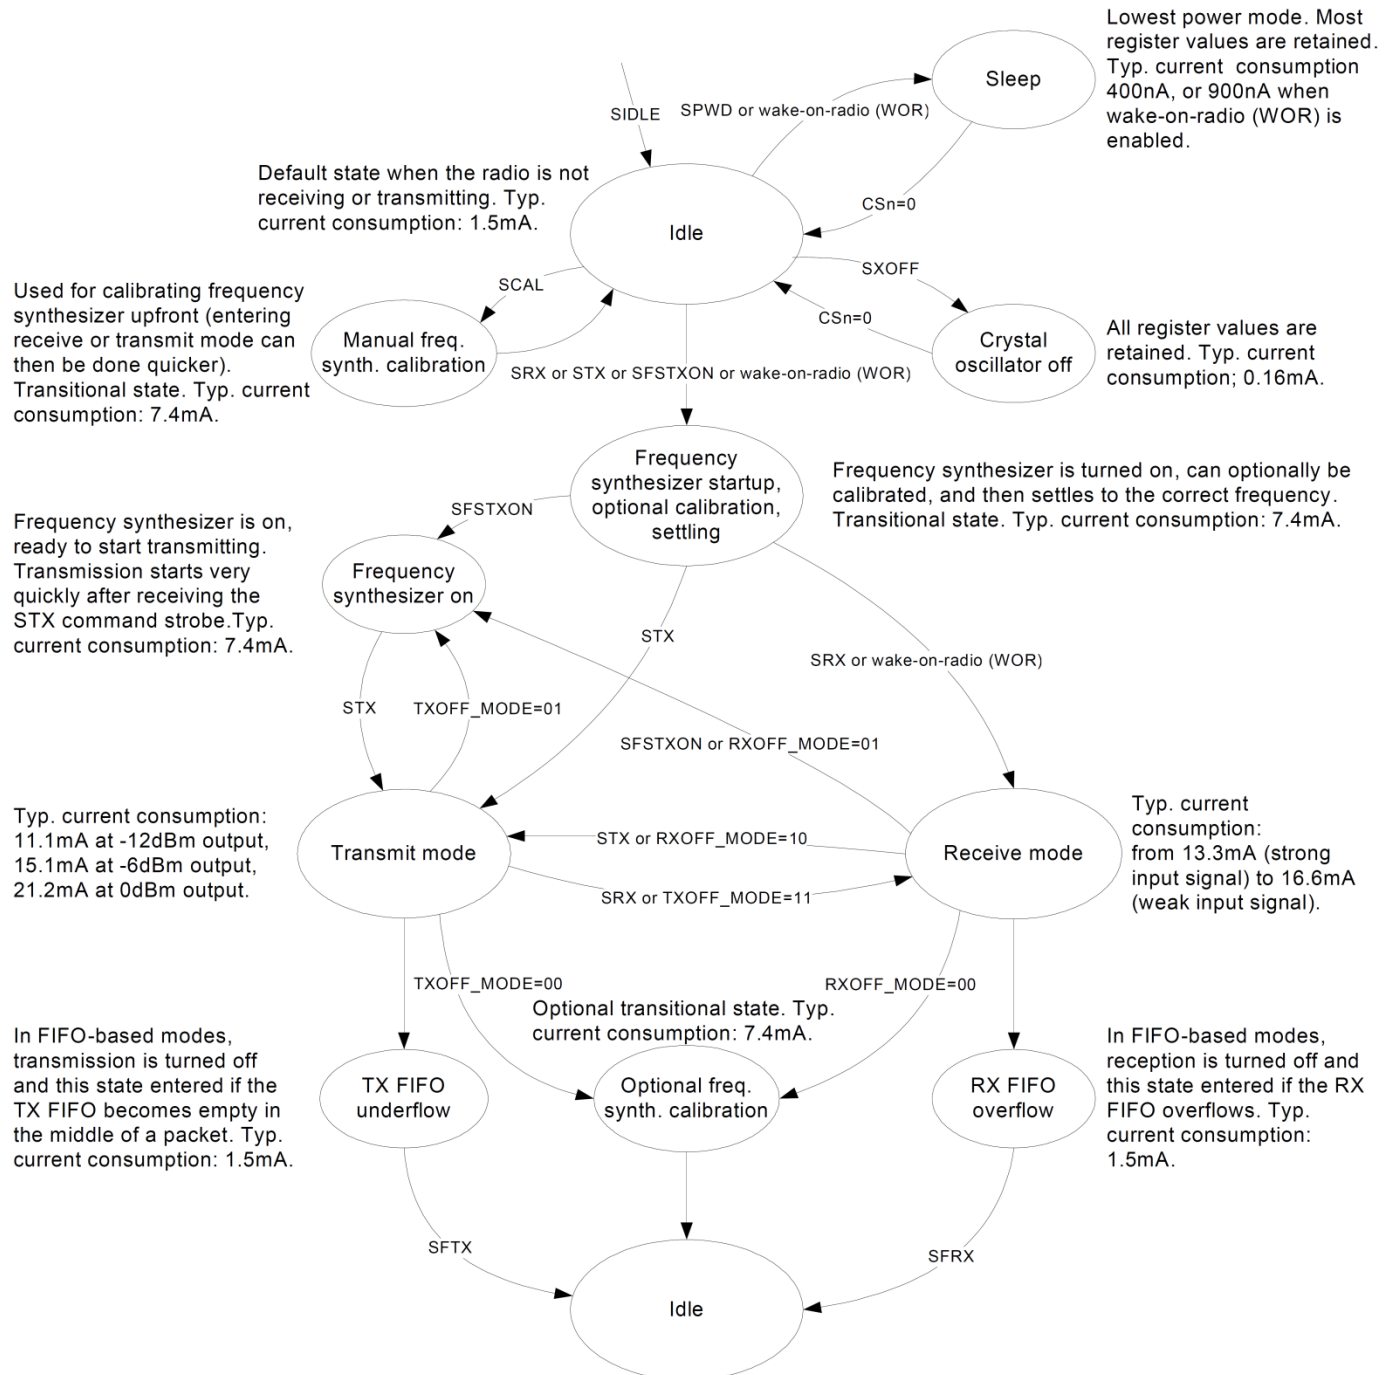 Lowest power mode. Most
register values are retained.
Typ. current consumption
400nA, or 900nA when
wake-on-radio (WOR) is
enabled.
Sleep
SIDLE
SPWD or wake-on-radio (WOR)
CSn=0
Default state when the radio is not
receiving or transmitting. Typ.
current consumption: 1.5mA.
Idle
SXOFF
SCAL
CSn=0
Used for calibrating frequency
synthesizer upfront (entering
receive or transmit mode can
then be done quicker).
Transitional state. Typ. current
consumption: 7.4mA.
Manual freq.
synth. calibration
Crystal
oscillator off
All register values are
retained. Typ. current
consumption; 0.16mA.
SRX or STX or SFSTXON or wake-on-radio (WOR)
Frequency
synthesizer startup,
optional calibration,
settling
Frequency synthesizer is turned on, can optionally be
calibrated, and then settles to the correct frequency.
Transitional state. Typ. current consumption: 7.4mA.
SFSTXON
Frequency synthesizer is on,
ready to start transmitting.
Transmission starts very
quickly after receiving the
STX command strobe.Typ.
current consumption: 7.4mA.
Frequency
synthesizer on
STX
SRX or wake-on-radio (WOR)
STX
TXOFF_MODE=01
SFSTXON or RXOFF_MODE=01
Typ. current consumption:
11.1mA at -12dBm output,
15.1mA at -6dBm output,
21.2mA at 0dBm output.
Transmit mode
STX or RXOFF_MODE=10
SRX or TXOFF_MODE=11
Receive mode
Typ. current
consumption:
from 13.3mA (strong
input signal) to 16.6mA
(weak input signal).
TXOFF_MODE=00
RXOFF_MODE=00
Optional transitional state. Typ.
current consumption: 7.4mA.
In FIFO-based modes,
transmission is turned off
and this state entered if the
TX FIFO becomes empty in
the middle of a packet. Typ.
current consumption: 1.5mA.
TX FIFO
underflow
Optional freq.
synth. calibration
RX FIFO
overflow
In FIFO-based modes,
reception is turned off and
this state entered if the RX
FIFO overflows. Typ.
current consumption:
1.5mA.
SFTX
SFRX
Idle